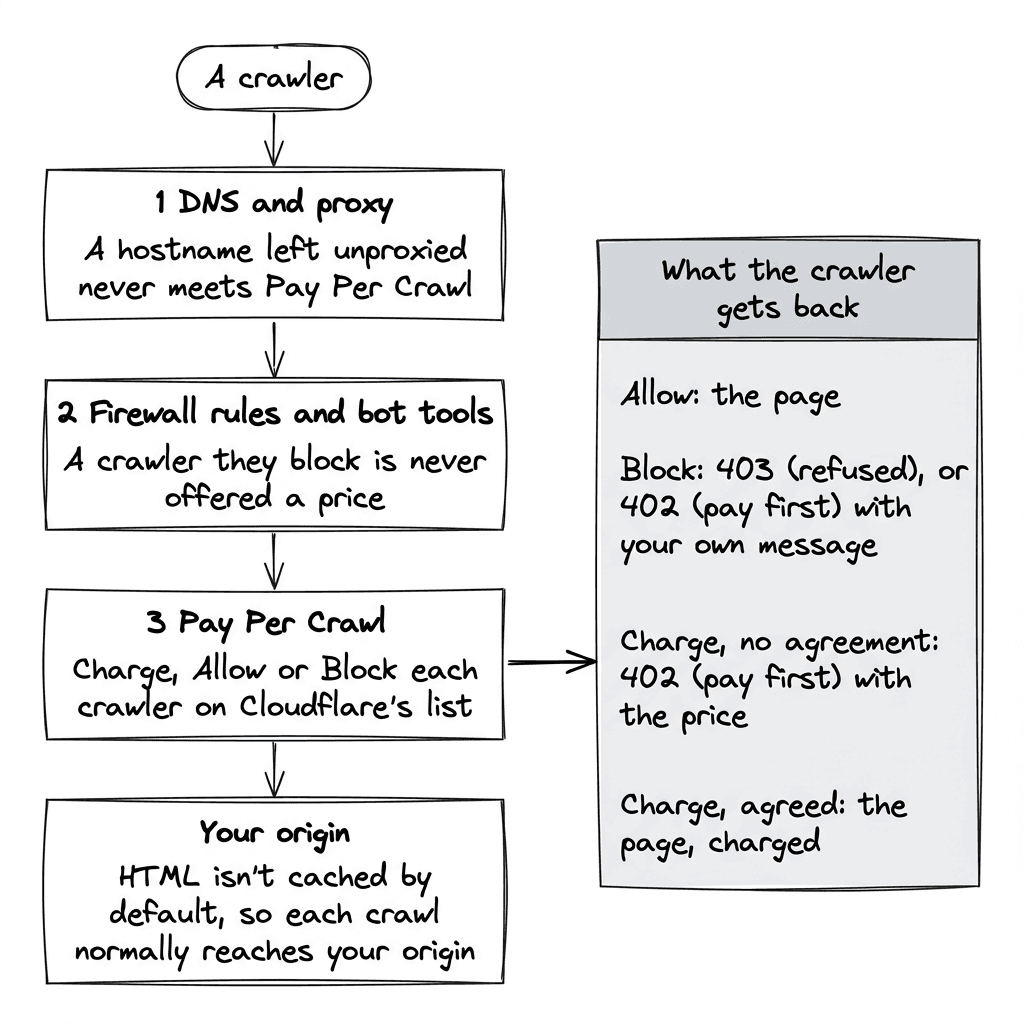 A crawler
1 DNS and proxy
A hostname left unproxied
never meets Pay Per Crawl
2 Firewall rules and bot tools
A crawler they block is never
offered a price
3 Pay Per Crawl
Charge, Allow or Block each
crawler on Cloudflare's list
Your origin
HTML isn't cached by
default, so each crawl
normally reaches your origin
What the crawler
gets back
Allow: the page
Block: 403 (refused), or
402 (pay first) with
your own message
Charge, no agreement:
402 (pay first) with
the price
Charge, agreed: the
page, charged